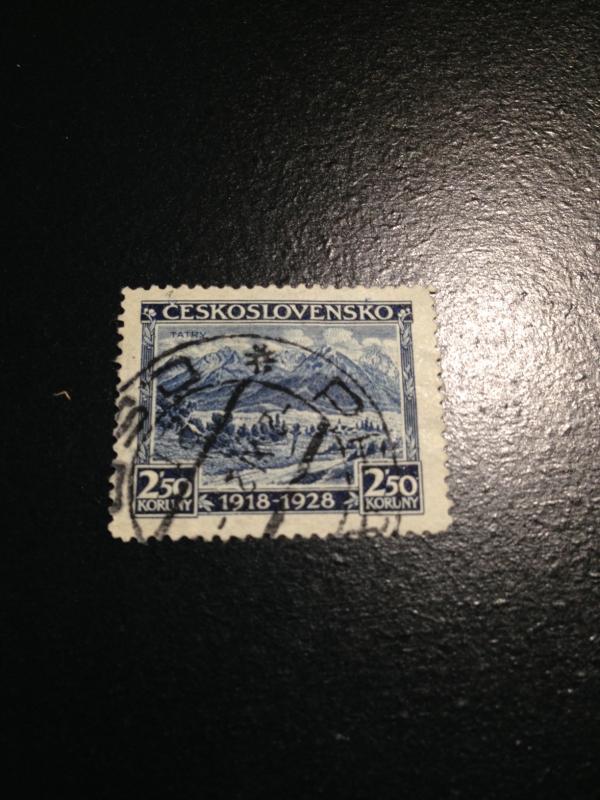 ČESKOSLOVENSKO
TATRY
2'50 1918-1928 2'50
KORUNY KORUNY